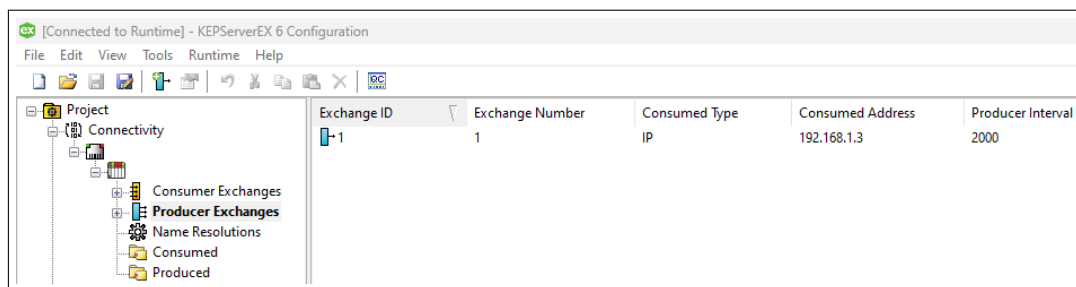 [Connected to Runtime] - KEPServerEX 6 Configuration
File Edit View Tools Runtime Help
Project
Connectivity
Consumer Exchanges
Producer Exchanges
Name Resolutions
Consumed
Produced
Exchange ID Exchange Number Consumed Type Consumed Address Producer Interval
1 1 IP 192.168.1.3 2000